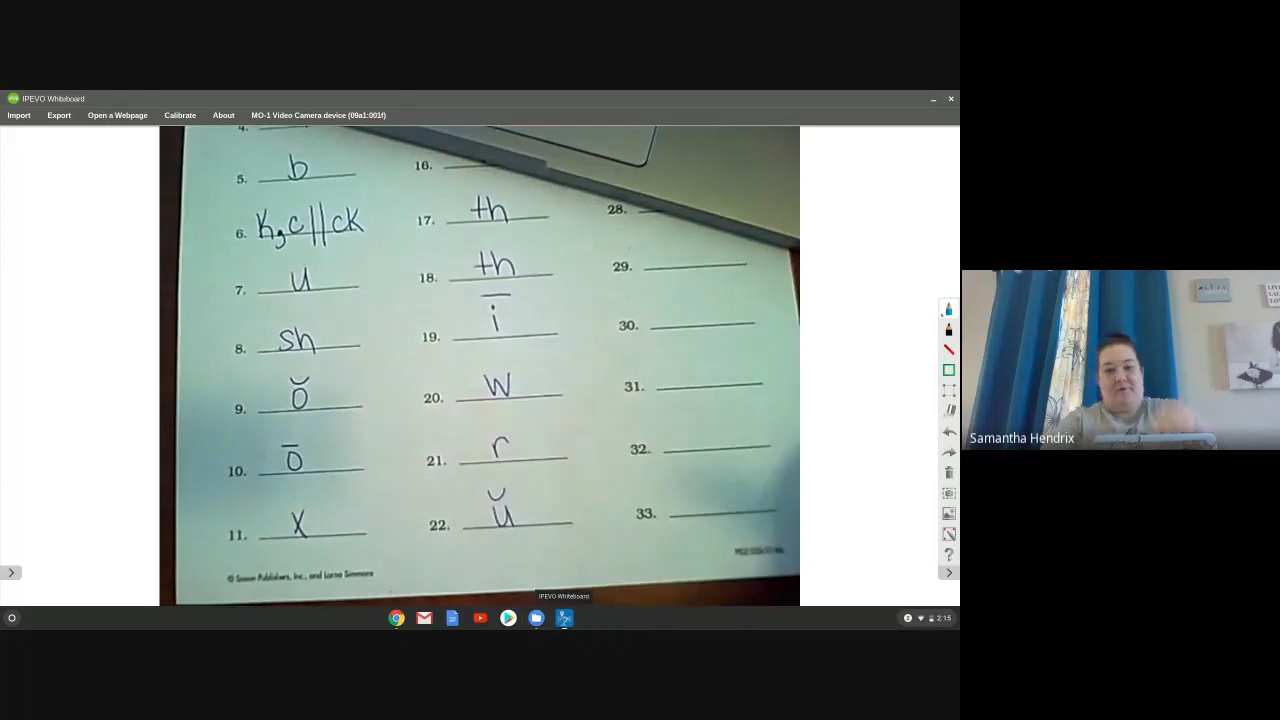 IPEVO Whiteboard
Import Export Open a Webpage Calibrate About MO-1 Video Camera device (09a1:001f)
4.
5. b
6. K,c||ck
7. u
8. sh
9. ŏ
10. ō
11. x
16.
17. th
18. th
19. ī
20. w
21. r
22. ŭ
28.
29.
30.
31.
32.
33.
© Saxon Publishers, Inc., and Lorna Simmons
IPEVO Whiteboard
2:15
Samantha Hendrix